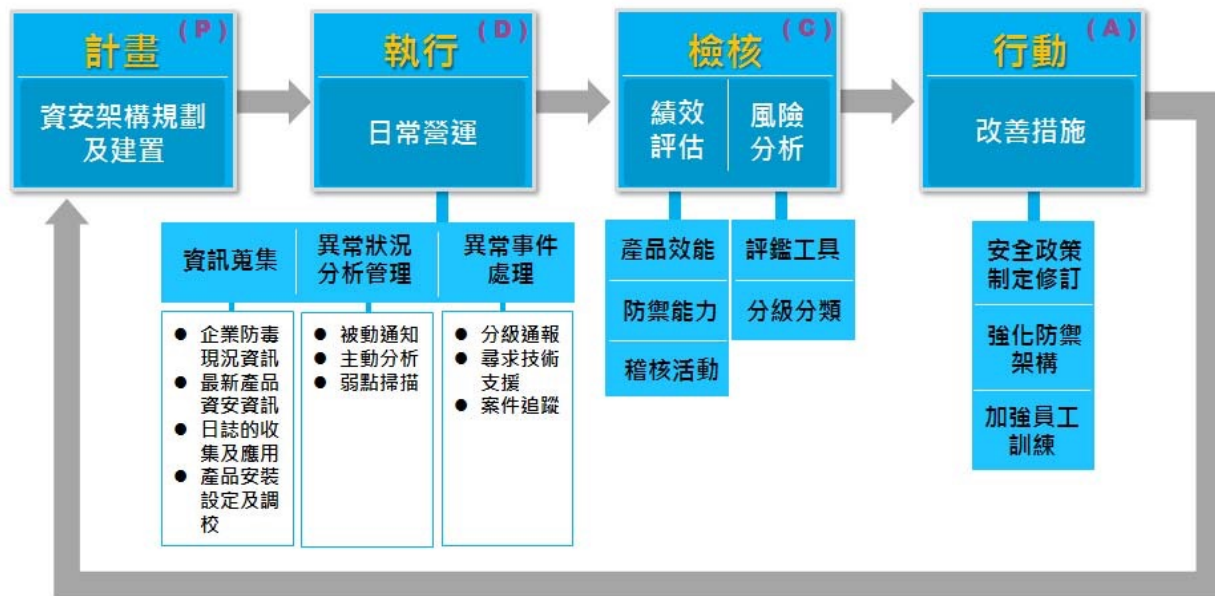 計畫 (P)
資安架構規劃
及建置
執行 (D)
日常營運
檢核 (C)
績效
評估
風險
分析
行動 (A)
改善措施
資訊蒐集
異常狀況
分析管理
異常事件
處理
● 企業防毒
現況資訊
● 最新產品
資安資訊
● 日誌的收
集及應用
● 產品安裝
設定及調
校
● 被動通知
● 主動分析
● 弱點掃描
● 分級通報
● 尋求技術
支援
● 案件追蹤
產品效能
防禦能力
稽核活動
評鑑工具
分級分類
安全政策
制定修訂
強化防禦
架構
加強員工
訓練